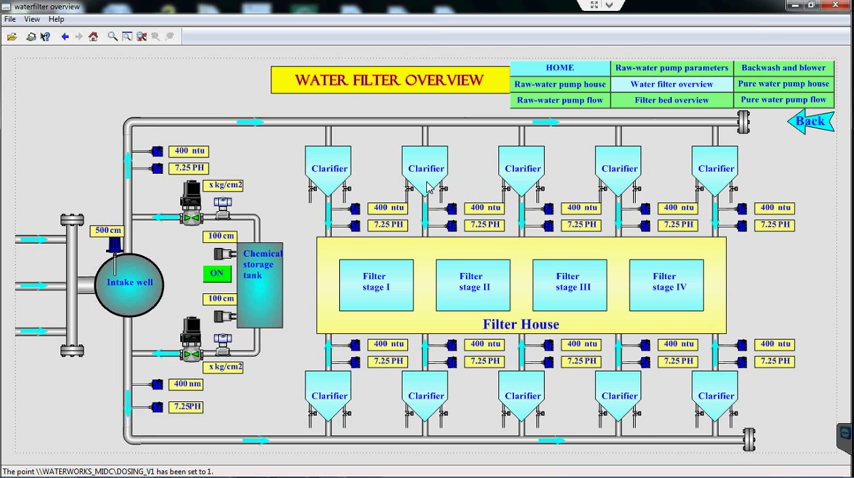 waterfilter overview
File View Help
WATER FILTER OVERVIEW
HOME
Raw-water pump parameters
Backwash and blower
Raw-water pump house
Water filter overview
Pure water pump house
Raw-water pump flow
Filter bed overview
Pure water pump flow
Back
400 ntu
7.25 PH
x kg/cm2
500 cm
100 cm
Intake well
ON
Chemical
storage
tank
100 cm
x kg/cm2
400 nm
7.25PH
Clarifier
Clarifier
Clarifier
Clarifier
Clarifier
400 ntu
400 ntu
400 ntu
400 ntu
400 ntu
7.25 PH
7.25 PH
7.25 PH
7.25 PH
7.25 PH
Filter
stage I
Filter
stage II
Filter
stage III
Filter
stage IV
Filter House
400 ntu
400 ntu
400 ntu
400 ntu
400 ntu
7.25 PH
7.25 PH
7.25 PH
7.25 PH
7.25 PH
Clarifier
Clarifier
Clarifier
Clarifier
Clarifier
The point \\WATERWORKS_MIDC\DOSING_V1 has been set to 1.